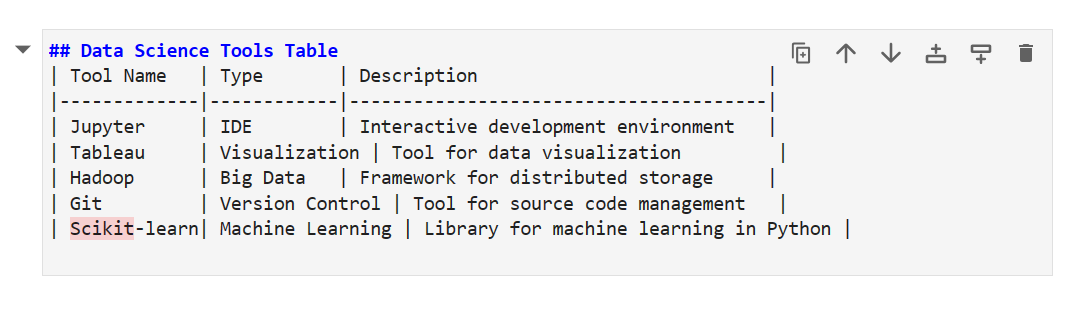 ## Data Science Tools Table
| Tool Name   | Type       | Description                           |
|-------------|------------|---------------------------------------|
| Jupyter     | IDE        | Interactive development environment   |
| Tableau     | Visualization | Tool for data visualization         |
| Hadoop      | Big Data   | Framework for distributed storage     |
| Git         | Version Control | Tool for source code management   |
| Scikit-learn| Machine Learning | Library for machine learning in Python |